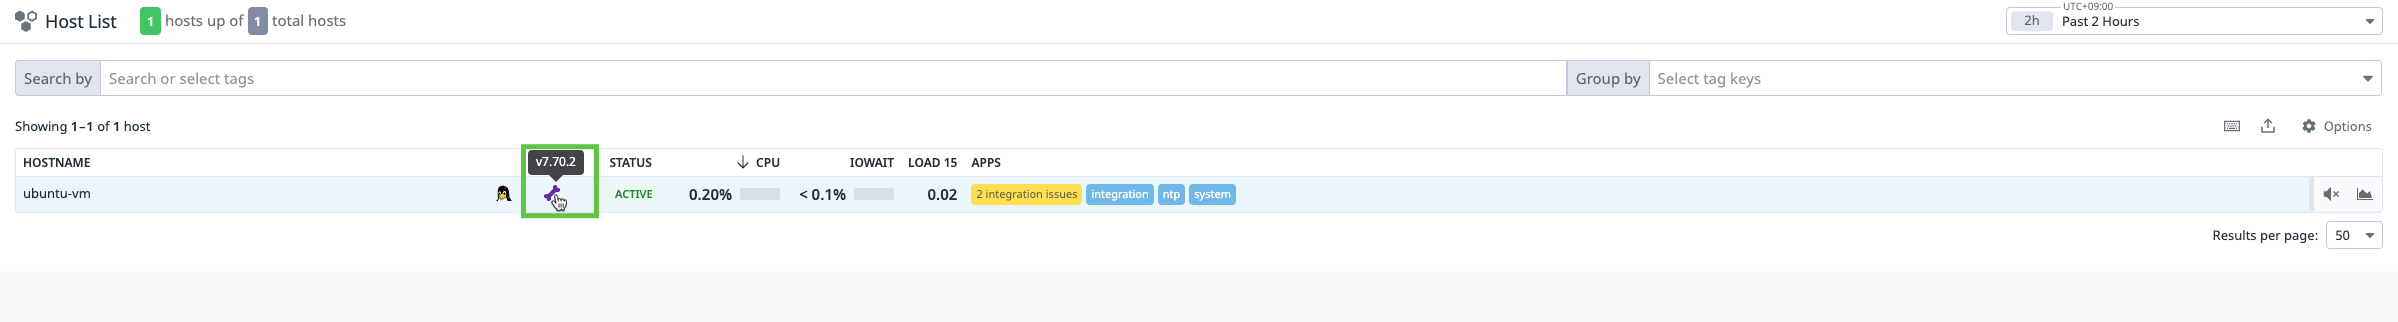 Host List 1 hosts up of 1 total hosts
UTC+09:00
2h Past 2 Hours
Search by Search or select tags Group by Select tag keys
Showing 1–1 of 1 host Options
v7.70.2
HOSTNAME STATUS CPU IOWAIT LOAD 15 APPS
ubuntu-vm ACTIVE 0.20% < 0.1% 0.02 2 integration issues integration ntp system
Results per page: 50